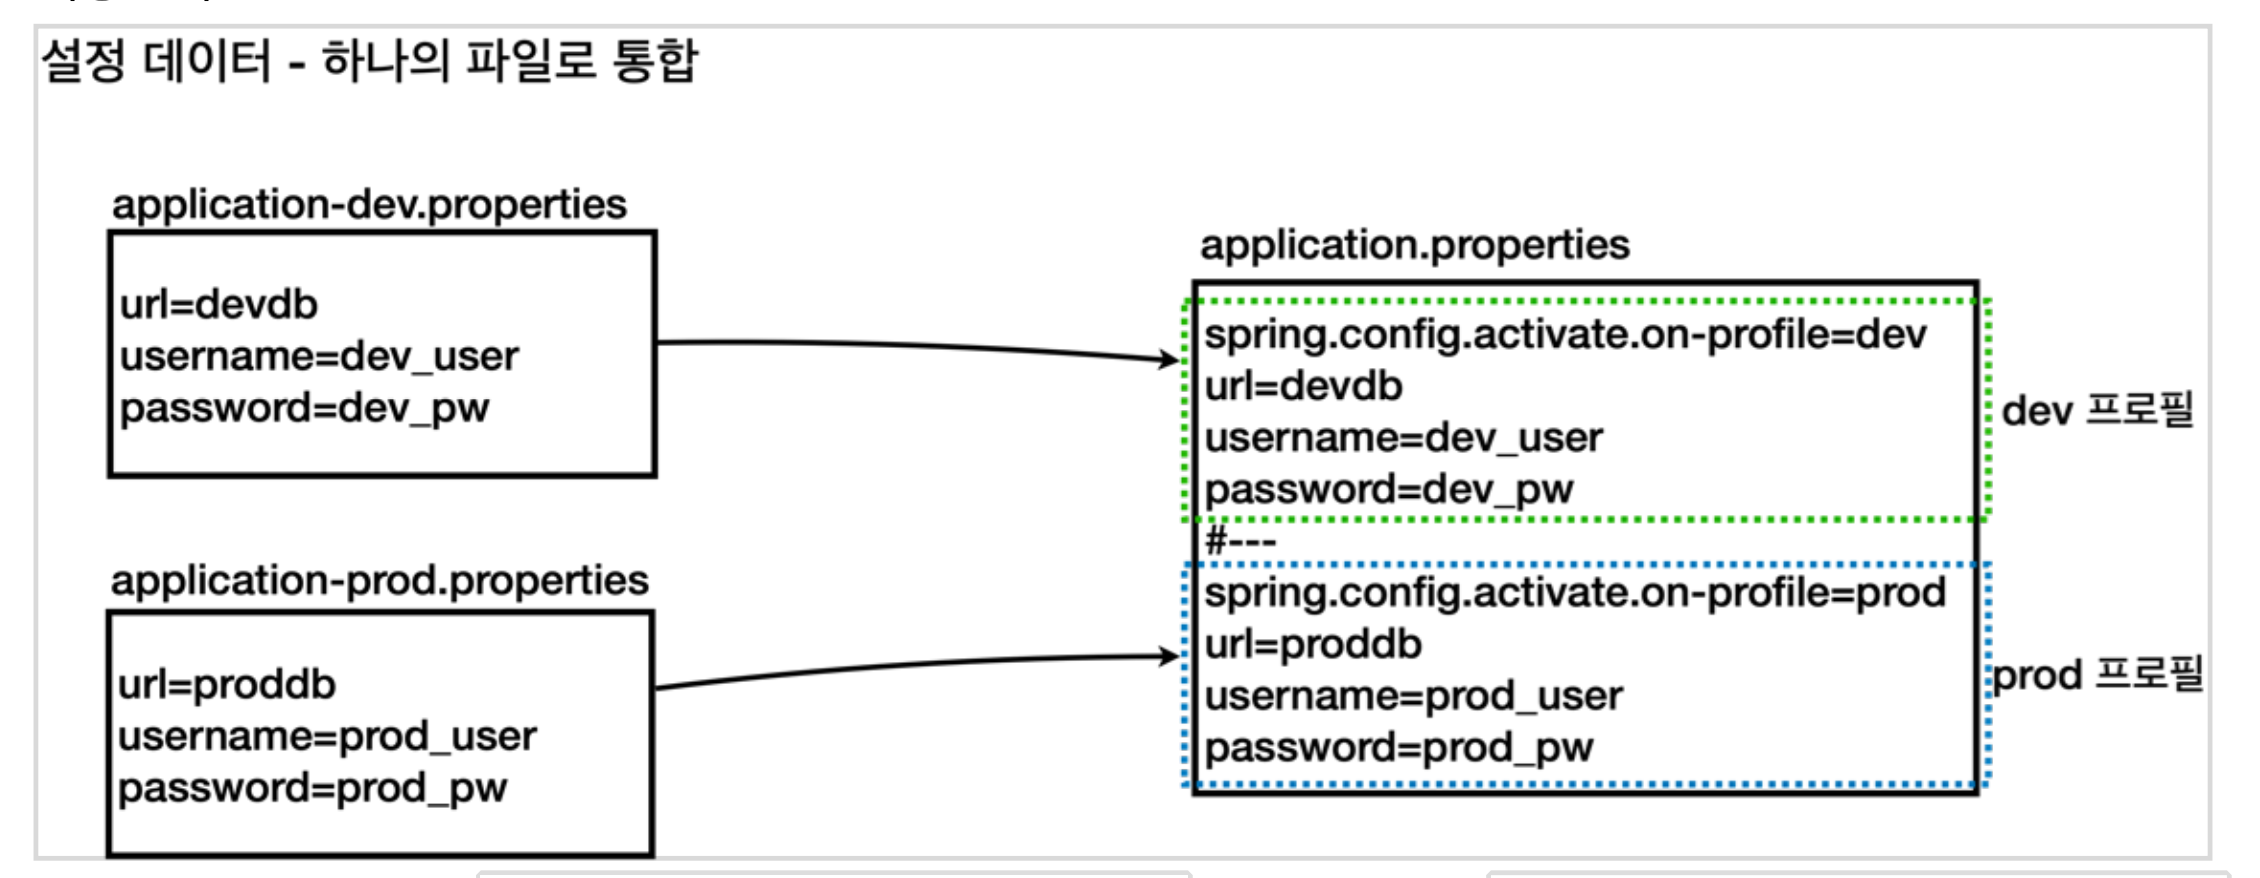 설정 데이터 - 하나의 파일로 통합
application-dev.properties
url=devdb
username=dev_user
password=dev_pw
application-prod.properties
url=proddb
username=prod_user
password=prod_pw
application.properties
spring.config.activate.on-profile=dev
url=devdb
username=dev_user
password=dev_pw
dev 프로필
#---
spring.config.activate.on-profile=prod
url=proddb
username=prod_user
password=prod_pw
prod 프로필